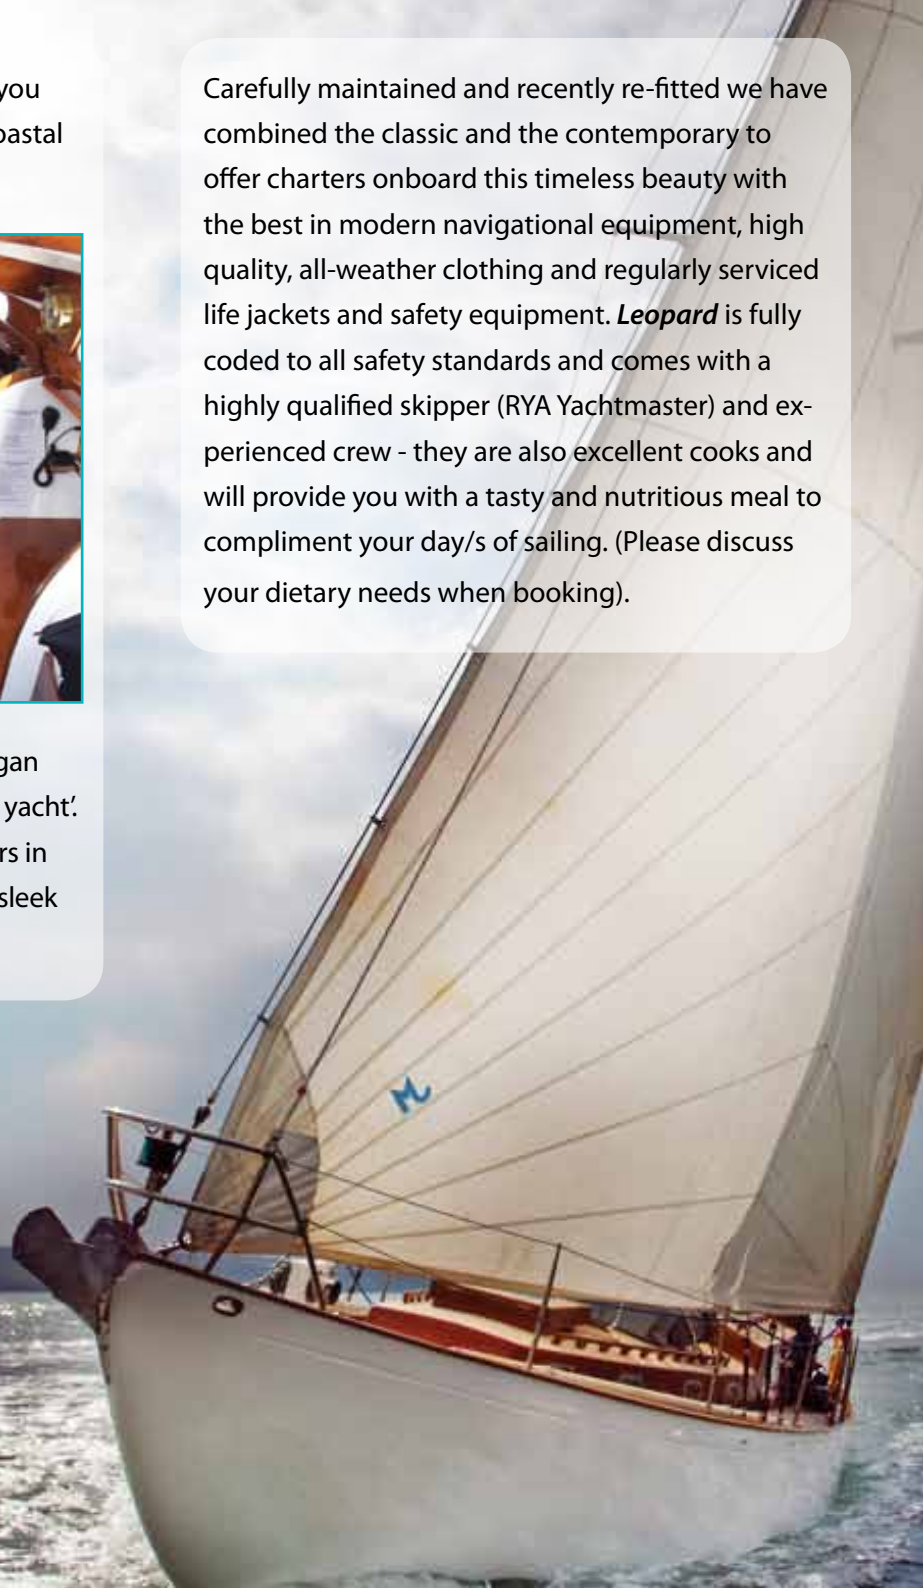 you
oastal
gan
yacht’.
rs in
sleek
Carefully maintained and recently re-fitted we have
combined the classic and the contemporary to
offer charters onboard this timeless beauty with
the best in modern navigational equipment, high
quality, all-weather clothing and regularly serviced
life jackets and safety equipment. Leopard is fully
coded to all safety standards and comes with a
highly qualified skipper (RYA Yachtmaster) and ex-
perienced crew - they are also excellent cooks and
will provide you with a tasty and nutritious meal to
compliment your day/s of sailing. (Please discuss
your dietary needs when booking).